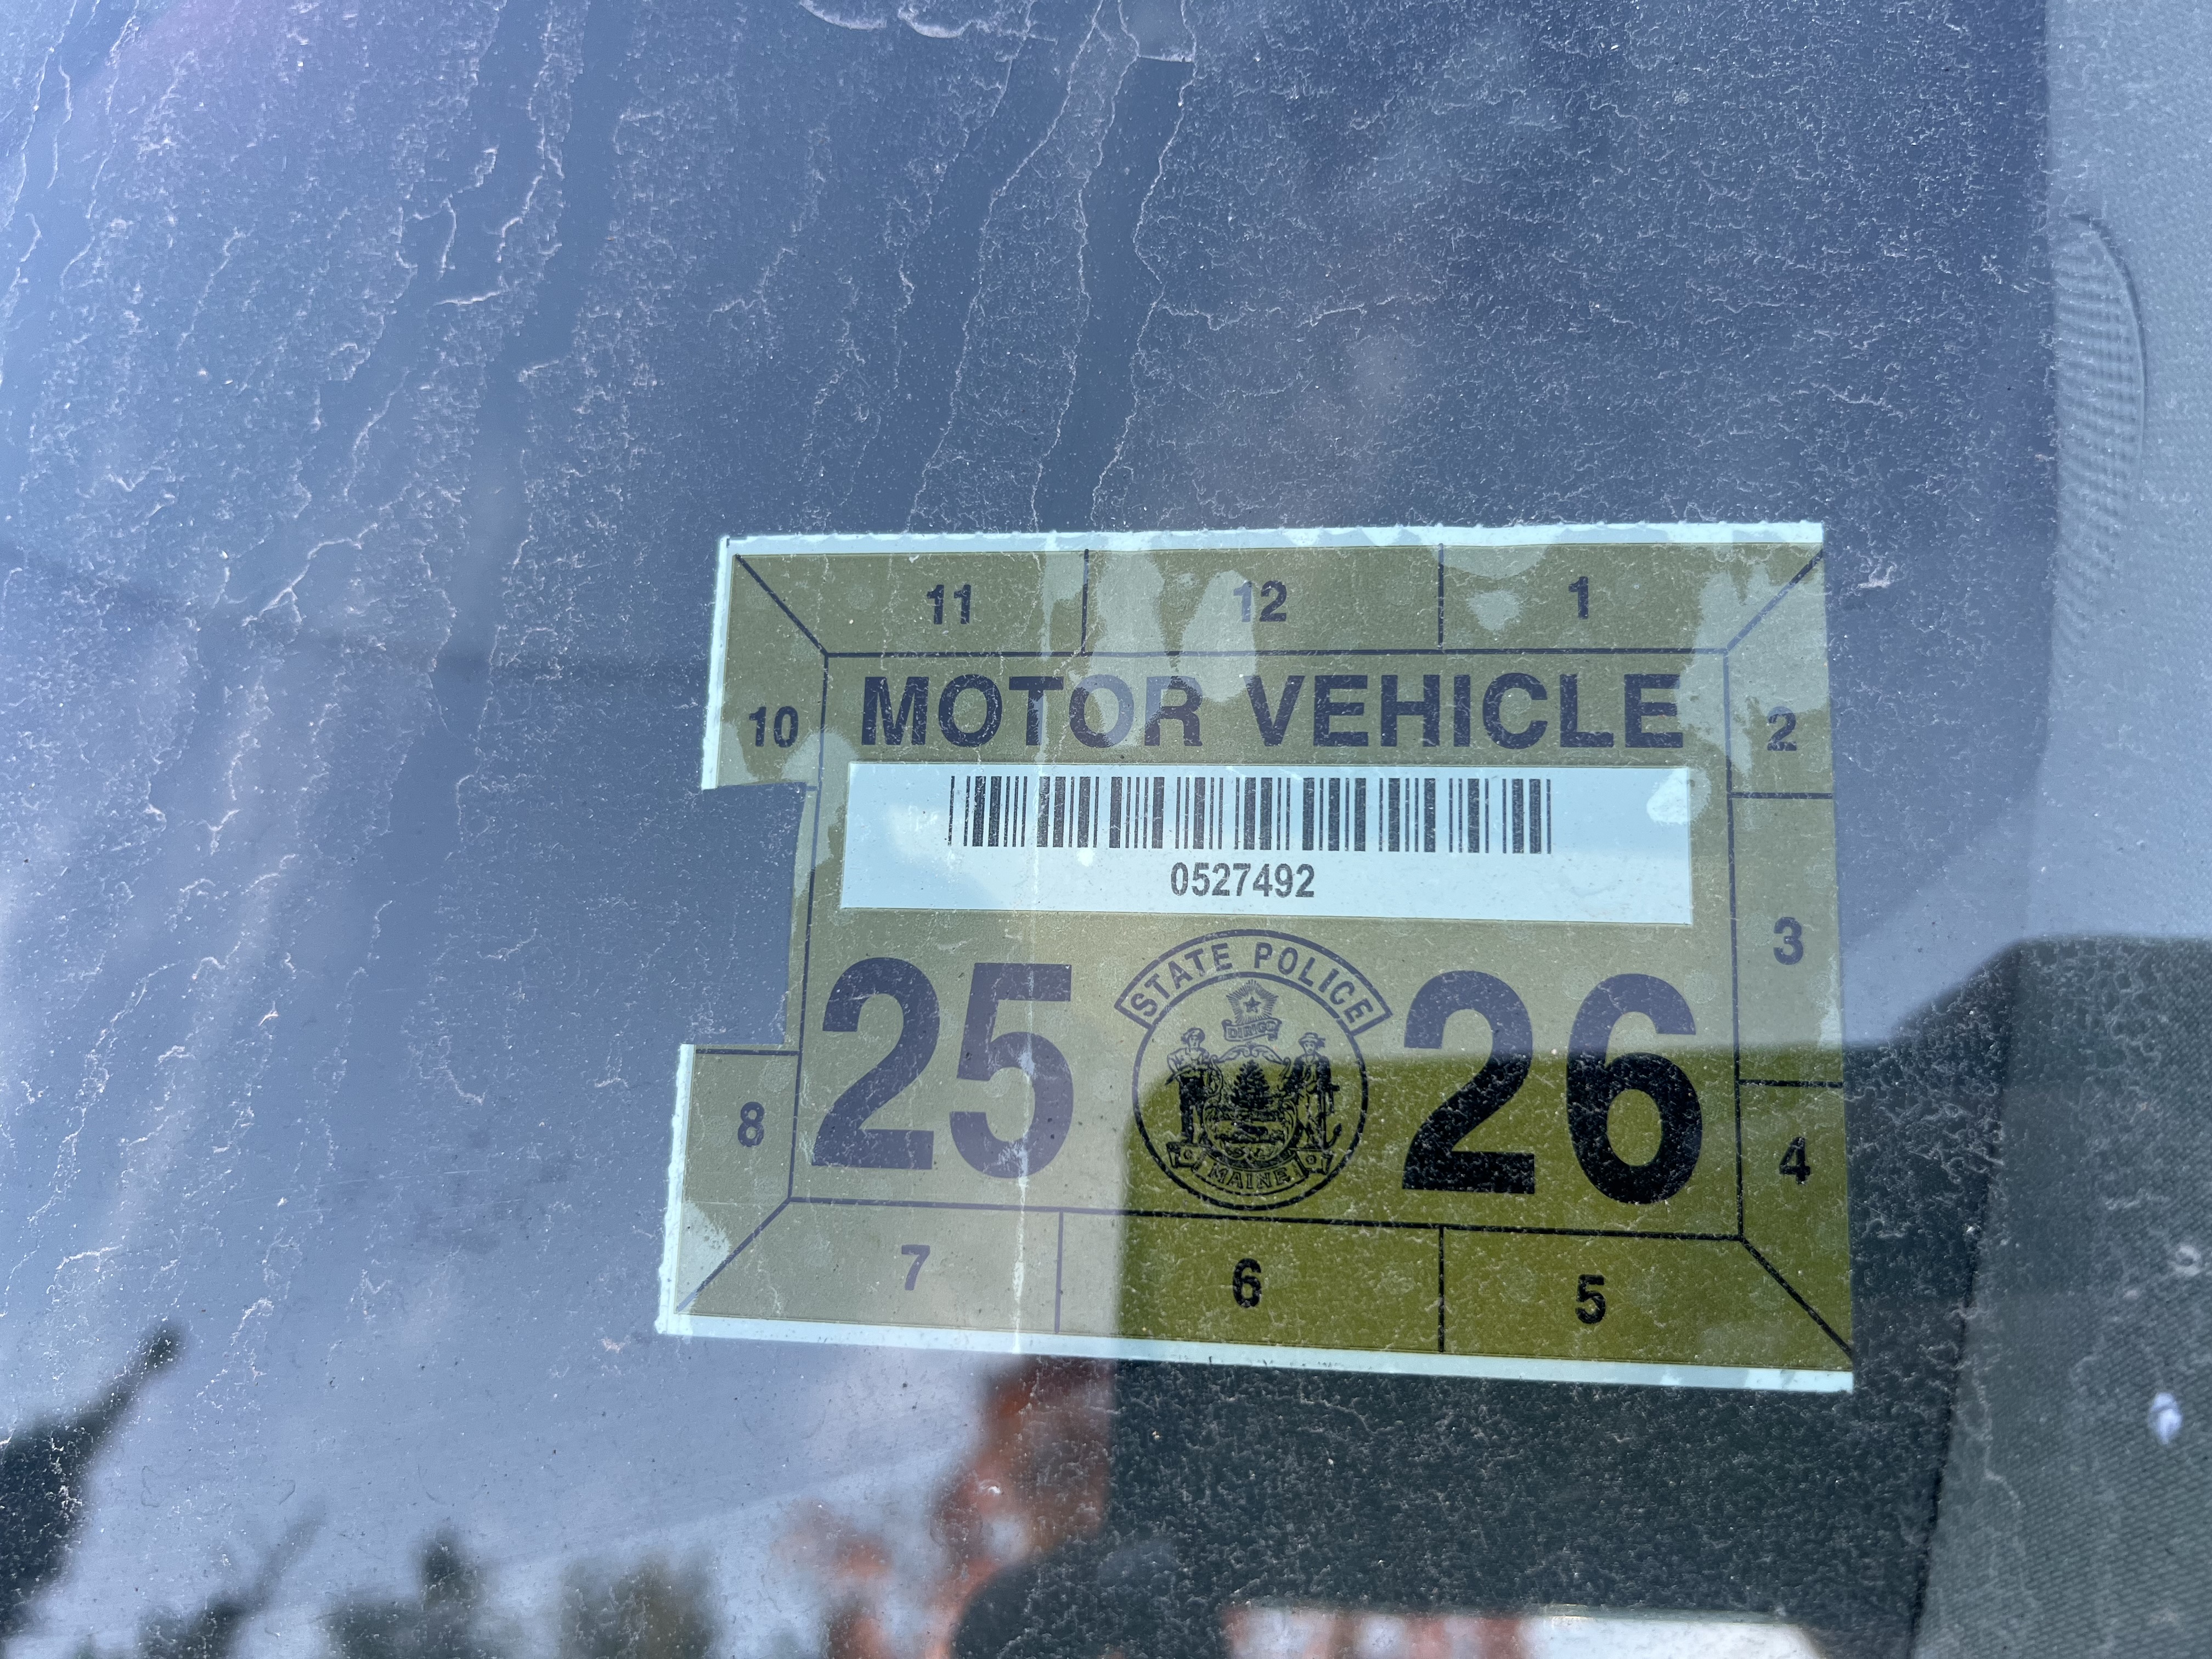 11 12 1
10 MOTOR VEHICLE 2
0527492
3
25 STATE POLICE 26
DIRIGO
MAINE
8 4
7 6 5